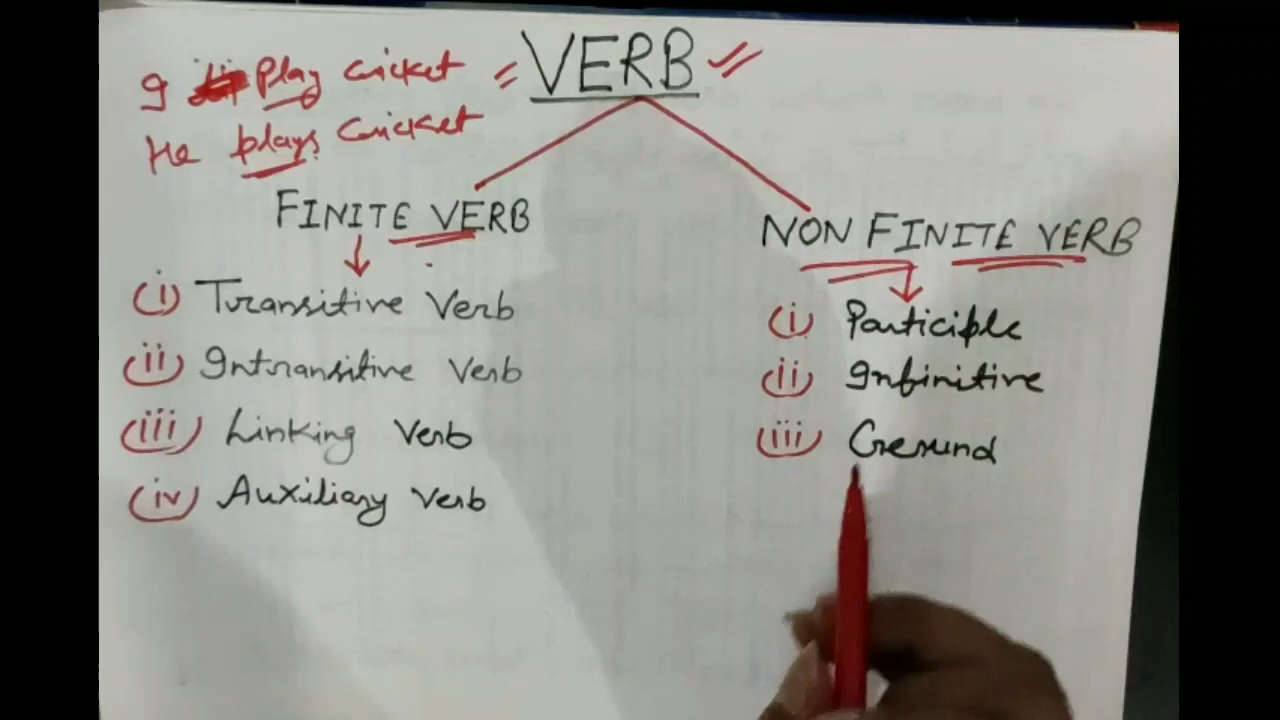 VERB
I Play cricket
He plays Cricket
FINITE VERB
(i) Transitive Verb
(ii) Intransitive Verb
(iii) Linking Verb
(iv) Auxiliary Verb
NON FINITE VERB
(i) Participle
(ii) Infinitive
(iii) Gerund